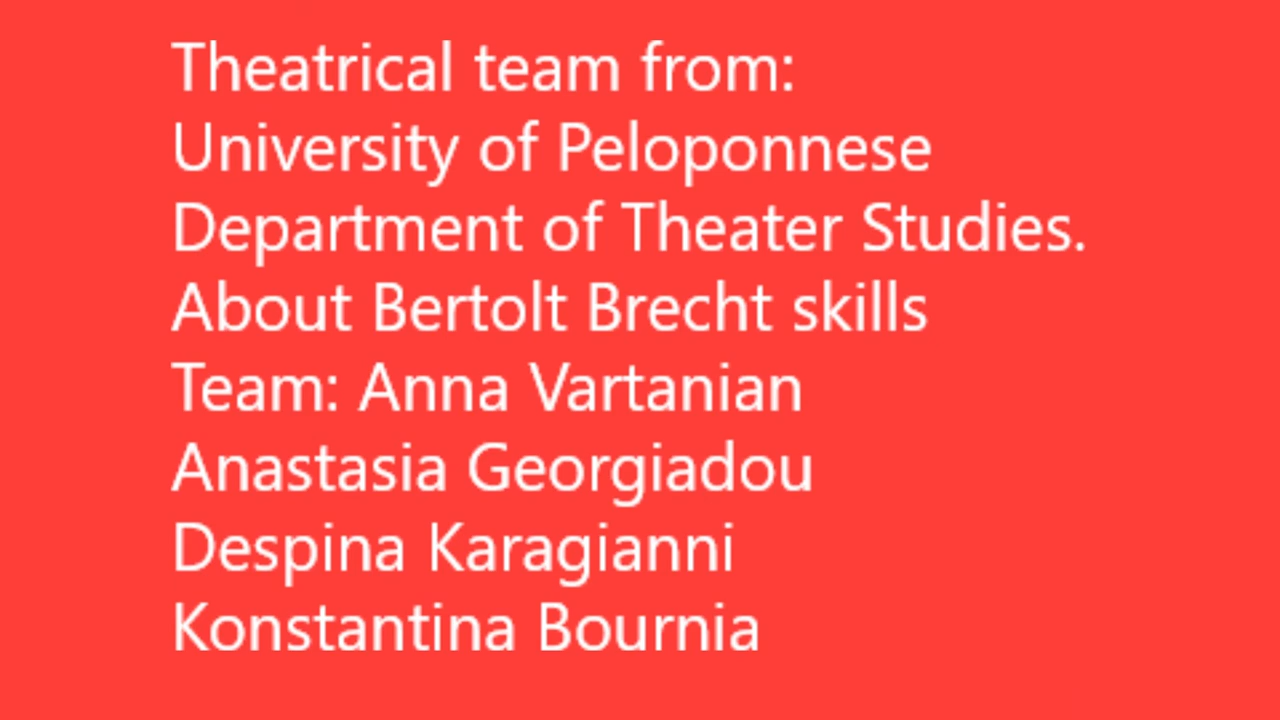 Theatrical team from:
University of Peloponnese
Department of Theater Studies.
About Bertolt Brecht skills
Team: Anna Vartanian
Anastasia Georgiadou
Despina Karagianni
Konstantina Bournia